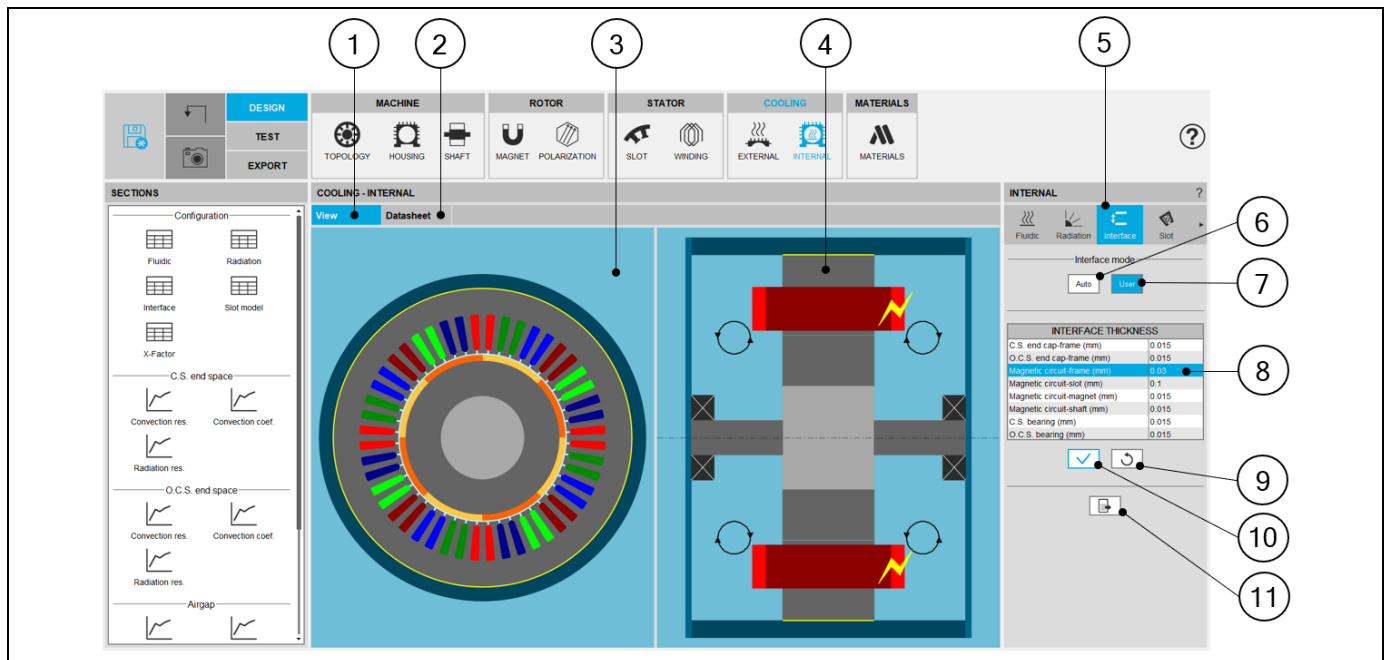 1
2
3
4
5
DESIGN
TEST
EXPORT
MACHINE
TOPOLOGY
HOUSING
SHAFT
ROTOR
MAGNET
POLARIZATION
STATOR
SLOT
WINDING
COOLING
EXTERNAL
INTERNAL
MATERIALS
MATERIALS
?
SECTIONS
Configuration
Fluidic
Radiation
Interface
Slot model
X-Factor
C.S. end space
Convection res.
Convection coef.
Radiation res.
O.C.S. end space
Convection res.
Convection coef.
Radiation res.
Airgap
COOLING - INTERNAL
View
Datasheet
INTERNAL
?
Fluidic
Radiation
Interface
Slot
Interface mode
Auto
User
INTERFACE THICKNESS
C.S. end cap-frame (mm) 0.015
O.C.S. end cap-frame (mm) 0.015
Magnetic circuit-frame (mm) 0.03
Magnetic circuit-slot (mm) 0.1
Magnetic circuit-magnet (mm) 0.015
Magnetic circuit-shaft (mm) 0.015
C.S. bearing (mm) 0.015
O.C.S. bearing (mm) 0.015
6
7
8
9
10
11